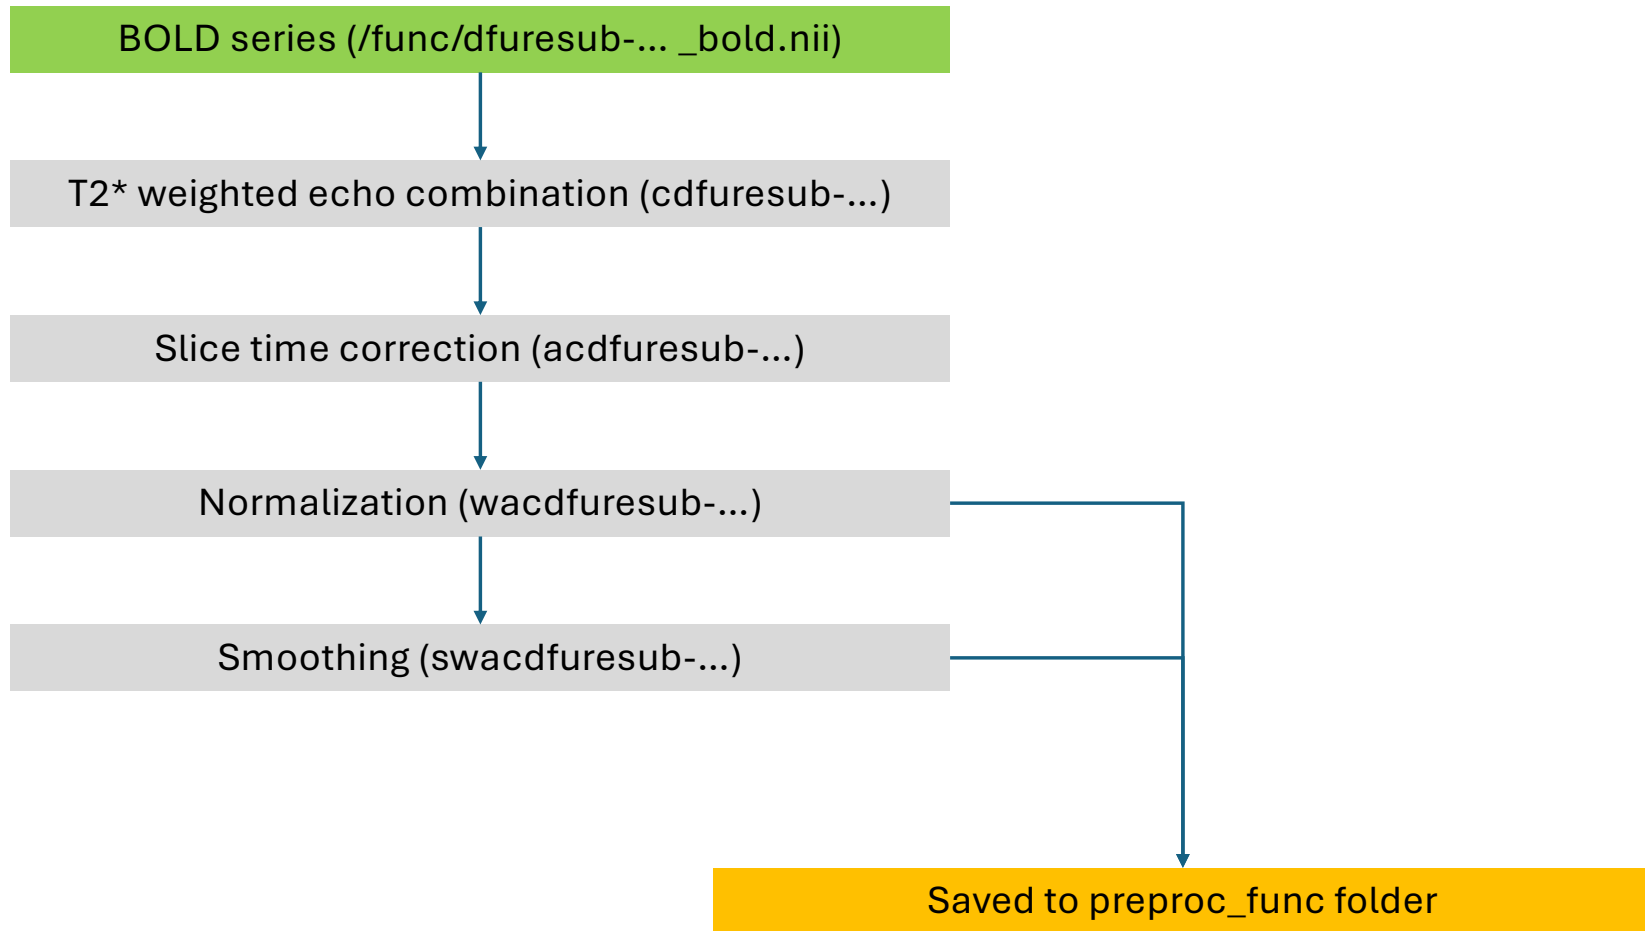 BOLD series (/func/dfuresub-... _bold.nii)
T2* weighted echo combination (cdfuresub-...)
Slice time correction (acdfuresub-...)
Normalization (wacdfuresub-...)
Smoothing (swacdfuresub-...)
Saved to preproc_func folder